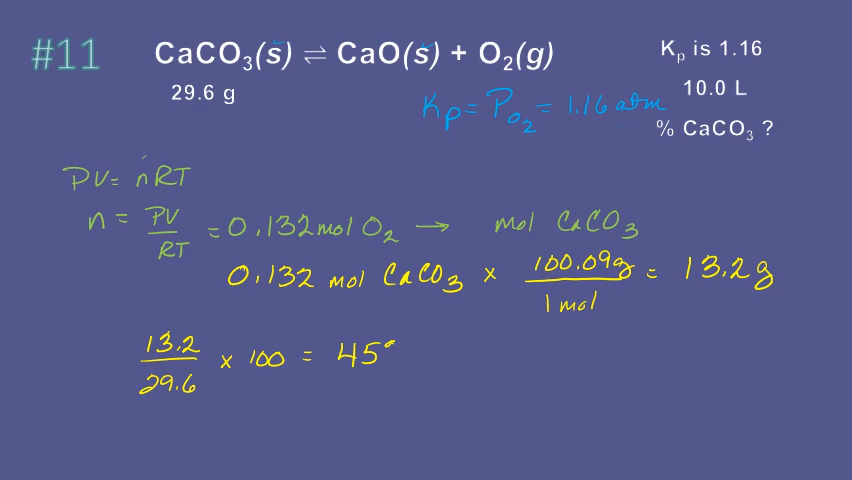 #11
CaCO₃(s) ⇌ CaO(s) + O₂(g)
29.6 g
Kp is 1.16
10.0 L
% CaCO₃ ?
Kp = P_O₂ = 1.16 atm
PV = nRT
n = PV/RT = 0.132 mol O₂ → mol CaCO₃
0.132 mol CaCO₃ × 100.09g/1 mol = 13.2 g
13.2/29.6 × 100 = 45